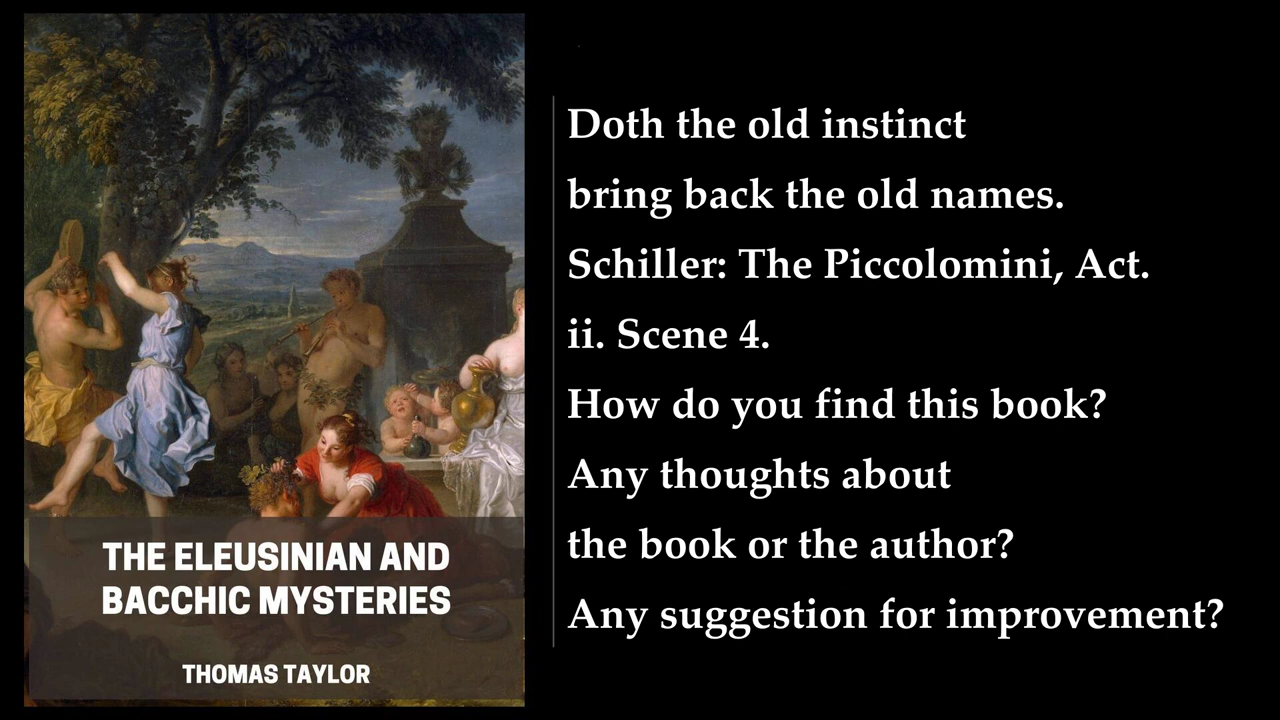 THE ELEUSINIAN AND
BACCHIC MYSTERIES
THOMAS TAYLOR
Doth the old instinct
bring back the old names.
Schiller: The Piccolomini, Act.
ii. Scene 4.
How do you find this book?
Any thoughts about
the book or the author?
Any suggestion for improvement?